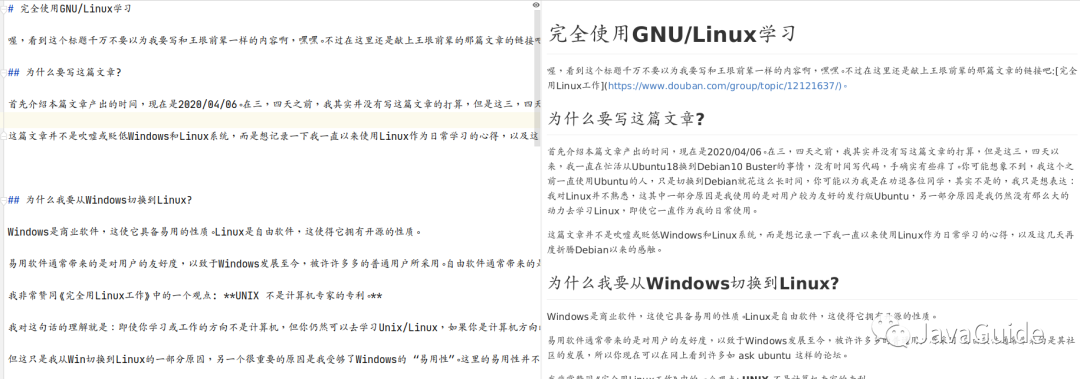 # 完全使用GNU/Linux学习
喔，看到这个标题千万不要以为我要写和王垠前辈一样的内容啊，嘿嘿。不过在这里还是献上王垠前辈的那篇文章的链接吧
## 为什么要写这篇文章?
首先介绍本篇文章产出的时间，现在是2020/04/06。在三，四天之前，我其实并没有写这篇文章的打算，但是这三，四天
这篇文章并不是吹嘘或贬低Windows和Linux系统，而是想记录一下我一直以来使用Linux作为日常学习的心得，以及这
## 为什么我要从Windows切换到Linux?
Windows是商业软件，这使它具备易用的性质。Linux是自由软件，这使得它拥有开源的性质。
易用软件通常带来的是对用户的友好度，以致于Windows发展至今，被许许多多的普通用户所采用。自由软件通常带来的是
我非常赞同《完全用Linux工作》中的一个观点: **UNIX 不是计算机专家的专利。**
我对这句话的理解就是：即使你学习或工作的方向不是计算机，但你仍然可以去学习Unix/Linux，如果你是计算机方向
但这只是我从Win切换到Linux的一部分原因，另一个很重要的原因是我受够了Windows的 “易用性”。这里的易用性并不
完全使用GNU/Linux学习
喔，看到这个标题千万不要以为我要写和王垠前辈一样的内容啊，嘿嘿。不过在这里还是献上王垠前辈的那篇文章的链接吧:[完全
用Linux工作](https://www.douban.com/group/topic/12121637/)。
为什么要写这篇文章?
首先介绍本篇文章产出的时间，现在是2020/04/06。在三，四天之前，我其实并没有写这篇文章的打算，但是这三，四天以
来，我一直在忙活从Ubuntu18换到Debian10 Buster的事情，没有时间写代码，手确实有些痒了。你可能想象不到，我这个之
前一直使用Ubuntu的人，只是切换到Debian就花这么长时间，你可能以为我是在劝退各位同学，其实不是的，我只是想表达：
我对Linux并不熟悉，这其中一部分原因是我使用的是对用户较为友好的发行版Ubuntu，另一部分原因是我仍然没有那么大的
动力去学习Linux，即使它一直作为我的日常使用。
这篇文章并不是吹嘘或贬低Windows和Linux系统，而是想记录一下我一直以来使用Linux作为日常学习的心得，以及这几天再
度折腾Debian以来的感触。
为什么我要从Windows切换到Linux?
Windows是商业软件，这使它具备易用的性质。Linux是自由软件，这使得它拥有开源的性质。
易用软件通常带来的是对用户的友好度，以致于Windows发展至今，被许许多多的
区的发展，所以你现在可以在网上看到许多如 ask ubuntu 这样的论坛。
JavaGuide